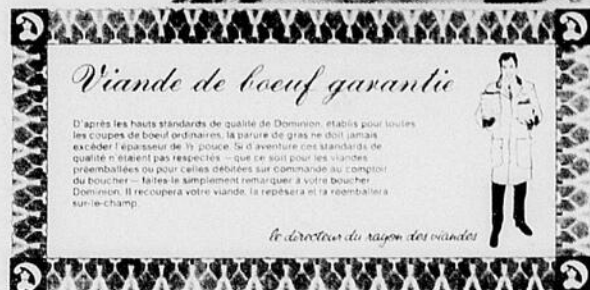 Viande de boeuf garantie
D'après les hauts standards de qualité de Dominion, établis pour toutes
les coupes de boeuf ordinaires, la parure de gras ne doit jamais
excéder l'épaisseur de ½ pouce. Si d'aventure ces standards de
qualité n'étaient pas respectés – que ce soit pour les viandes
préemballées ou pour celles débitées sur commande au comptoir
du boucher – faites-le simplement remarquer à votre boucher
Dominion. Il recoupera votre viande, la repèsera et la réemballera
sur-le-champ.
le directeur du rayon des viandes